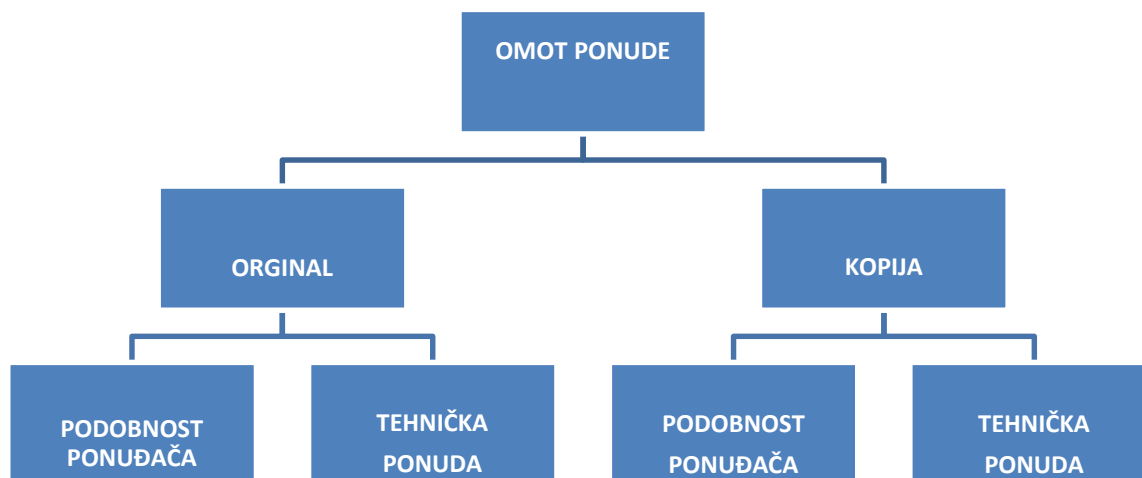 OMOT PONUDE
ORGINAL
KOPIJA
PODOBNOST
PONUĐAČA
TEHNIČKA
PONUDA
PODOBNOST
PONUĐAČA
TEHNIČKA
PONUDA